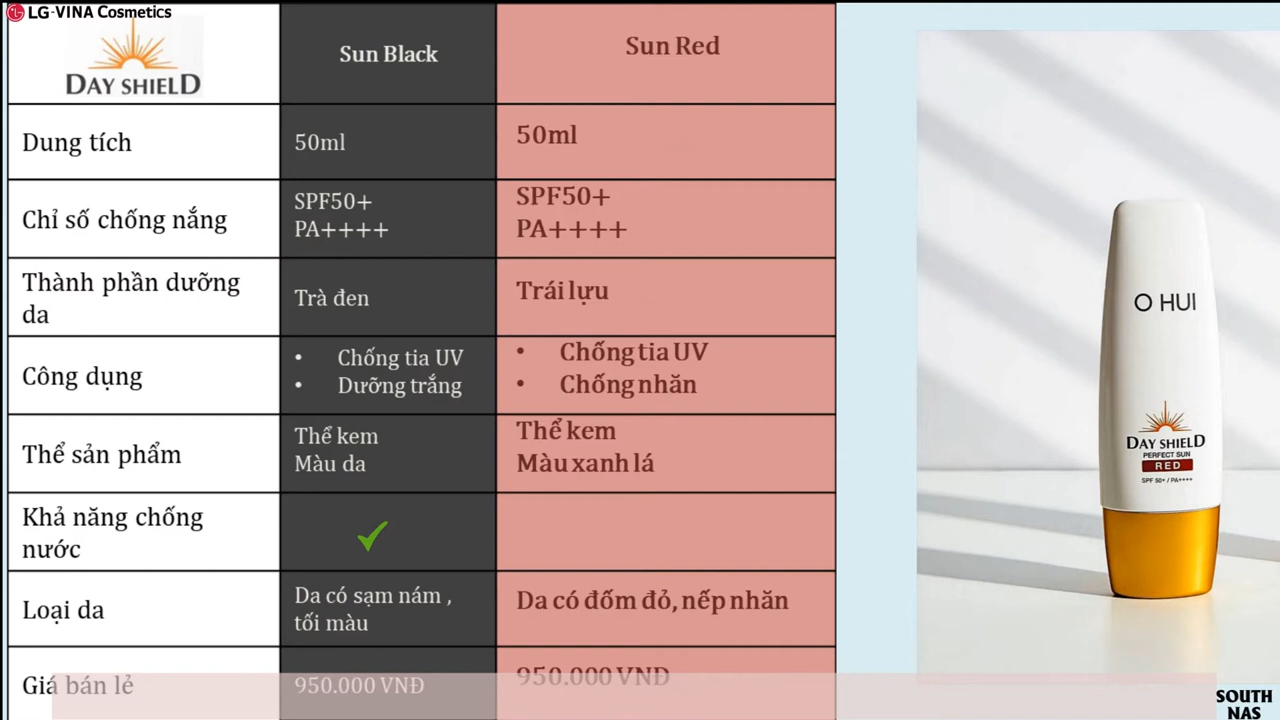 LG-VINA Cosmetics
DAY SHIELD
Sun Black
Sun Red
Dung tích
50ml
50ml
Chỉ số chống nắng
SPF50+
PA++++
SPF50+
PA++++
Thành phần dưỡng
da
Trà đen
Trái lựu
Công dụng
• Chống tia UV
• Dưỡng trắng
• Chống tia UV
• Chống nhăn
Thể sản phẩm
Thể kem
Màu da
Thể kem
Màu xanh lá
Khả năng chống
nước
Loại da
Da có sạm nám ,
tối màu
Da có đốm đỏ, nếp nhăn
Giá bán lẻ
950.000 VNĐ
950.000 VNĐ
O HUI
DAY SHIELD
PERFECT SUN
RED
SPF 50+ / PA++++
SOUTH
NAS